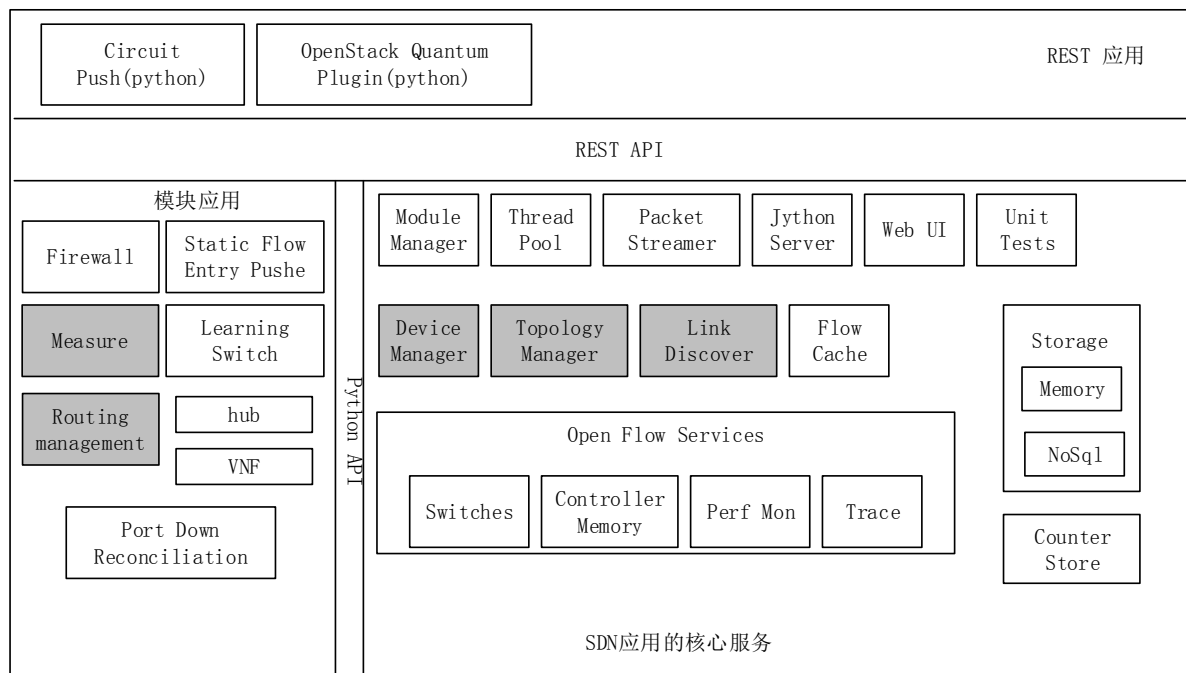 Circuit
Push(python)
OpenStack Quantum
Plugin(python)
REST 应用
REST API
模块应用
Firewall
Static Flow
Entry Pushe
Measure
Learning
Switch
Routing
management
hub
VNF
Port Down
Reconciliation
Python API
Module
Manager
Thread
Pool
Packet
Streamer
Jython
Server
Web UI
Unit
Tests
Device
Manager
Topology
Manager
Link
Discover
Flow
Cache
Storage
Memory
NoSql
Open Flow Services
Switches
Controller
Memory
Perf Mon
Trace
Counter
Store
SDN应用的核心服务